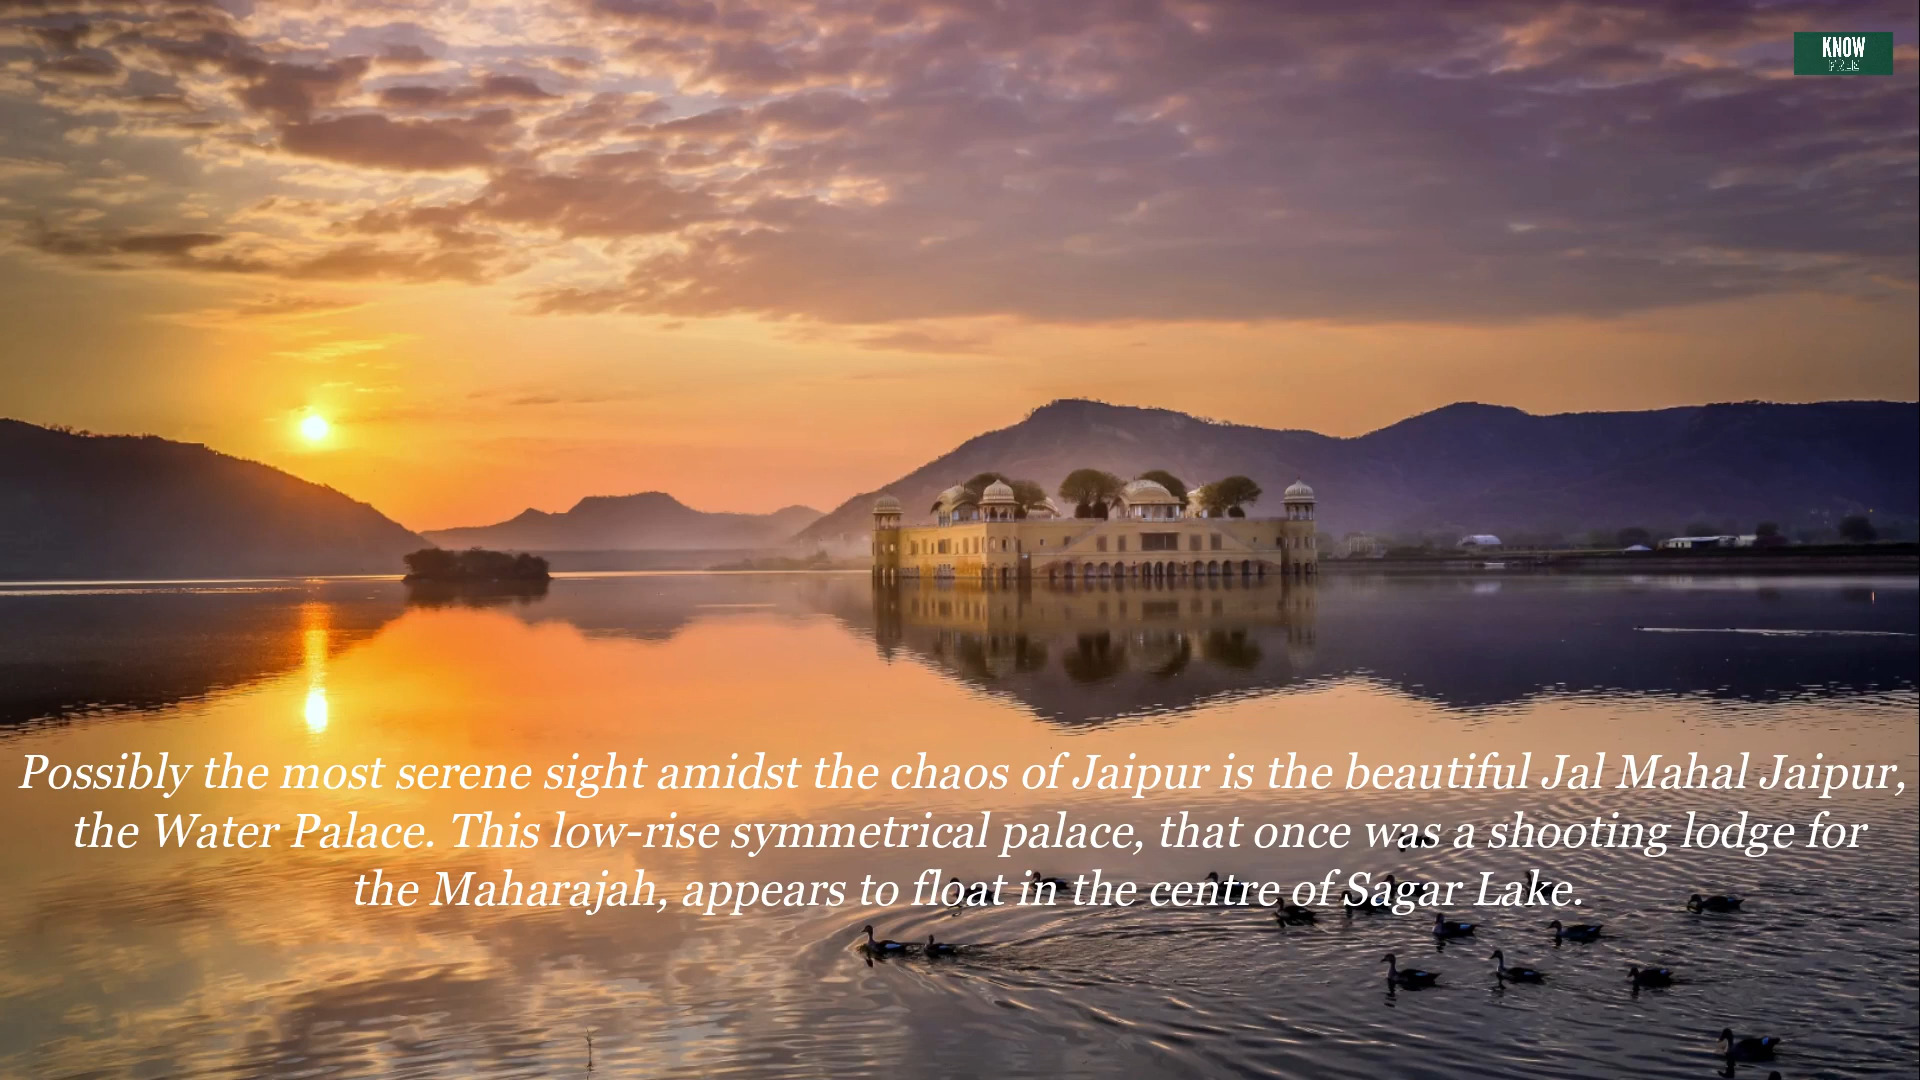 KNOW
Possibly the most serene sight amidst the chaos of Jaipur is the beautiful Jal Mahal Jaipur,
the Water Palace. This low-rise symmetrical palace, that once was a shooting lodge for
the Maharajah, appears to float in the centre of Sagar Lake.